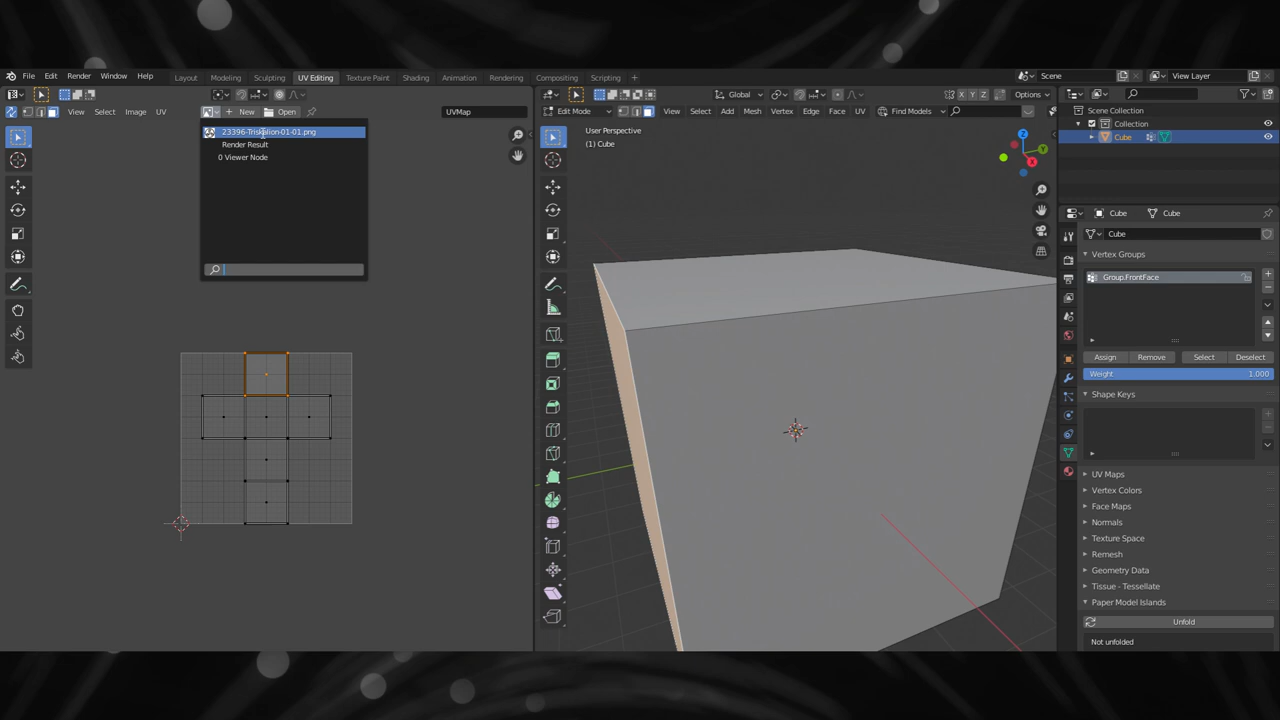 File Edit Render Window Help
Layout Modeling Sculpting UV Editing Texture Paint Shading Animation Rendering Compositing Scripting +
Scene
View Layer
View Select Image UV
New Open
UVMap
23396-Triskalion-01-01.png
Render Result
0 Viewer Node
Global
Options
X Y Z
Edit Mode
View Select Add Mesh Vertex Edge Face UV
Find Models
User Perspective
(1) Cube
Z
Y
X
Scene Collection
Collection
Cube
Cube Cube
Cube
Vertex Groups
Group.FrontFace
Assign Remove Select Deselect
Weight 1.000
Shape Keys
UV Maps
Vertex Colors
Face Maps
Normals
Texture Space
Remesh
Geometry Data
Tissue - Tessellate
Paper Model Islands
Unfold
Not unfolded